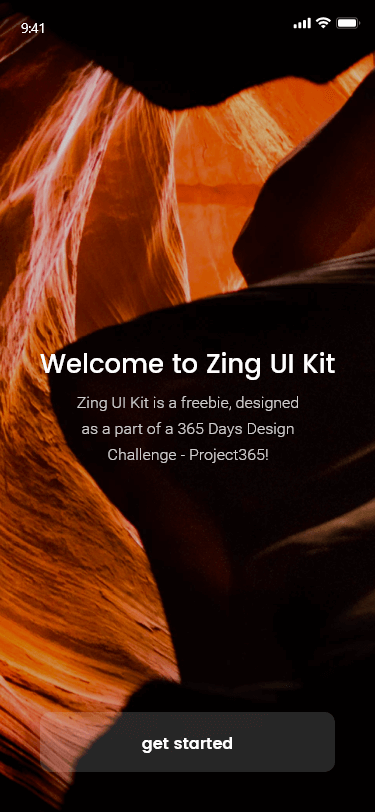 9:41
Welcome to Zing UI Kit
Zing UI Kit is a freebie, designed
as a part of a 365 Days Design
Challenge - Project365!
get started